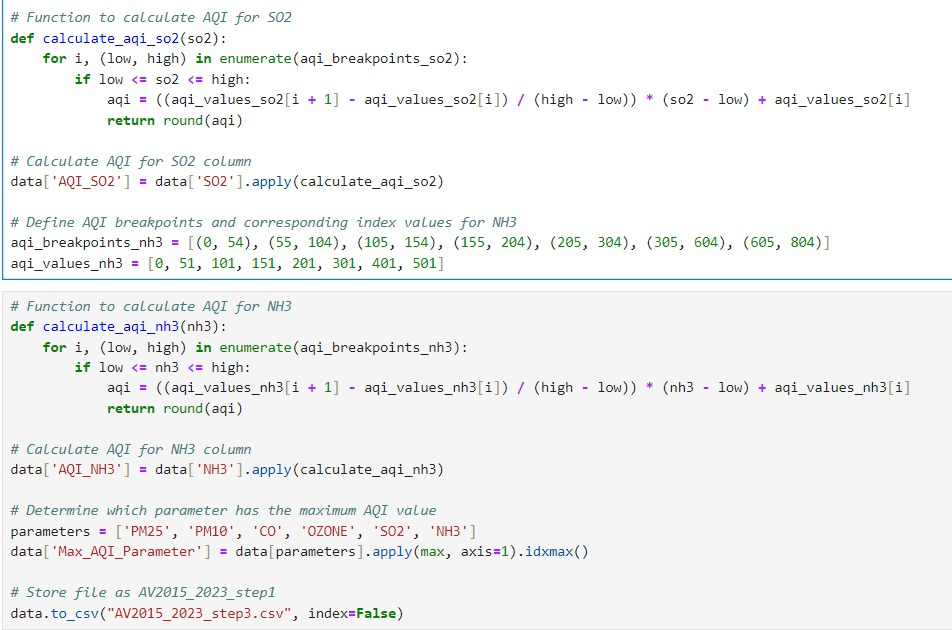 # Function to calculate AQI for SO2
def calculate_aqi_so2(so2):
    for i, (low, high) in enumerate(aqi_breakpoints_so2):
        if low <= so2 <= high:
            aqi = ((aqi_values_so2[i + 1] - aqi_values_so2[i]) / (high - low)) * (so2 - low) + aqi_values_so2[i]
            return round(aqi)

# Calculate AQI for SO2 column
data['AQI_SO2'] = data['SO2'].apply(calculate_aqi_so2)

# Define AQI breakpoints and corresponding index values for NH3
aqi_breakpoints_nh3 = [(0, 54), (55, 104), (105, 154), (155, 204), (205, 304), (305, 604), (605, 804)]
aqi_values_nh3 = [0, 51, 101, 151, 201, 301, 401, 501]

# Function to calculate AQI for NH3
def calculate_aqi_nh3(nh3):
    for i, (low, high) in enumerate(aqi_breakpoints_nh3):
        if low <= nh3 <= high:
            aqi = ((aqi_values_nh3[i + 1] - aqi_values_nh3[i]) / (high - low)) * (nh3 - low) + aqi_values_nh3[i]
            return round(aqi)

# Calculate AQI for NH3 column
data['AQI_NH3'] = data['NH3'].apply(calculate_aqi_nh3)

# Determine which parameter has the maximum AQI value
parameters = ['PM25', 'PM10', 'CO', 'OZONE', 'SO2', 'NH3']
data['Max_AQI_Parameter'] = data[parameters].apply(max, axis=1).idxmax()

# Store file as AV2015_2023_step1
data.to_csv("AV2015_2023_step3.csv", index=False)